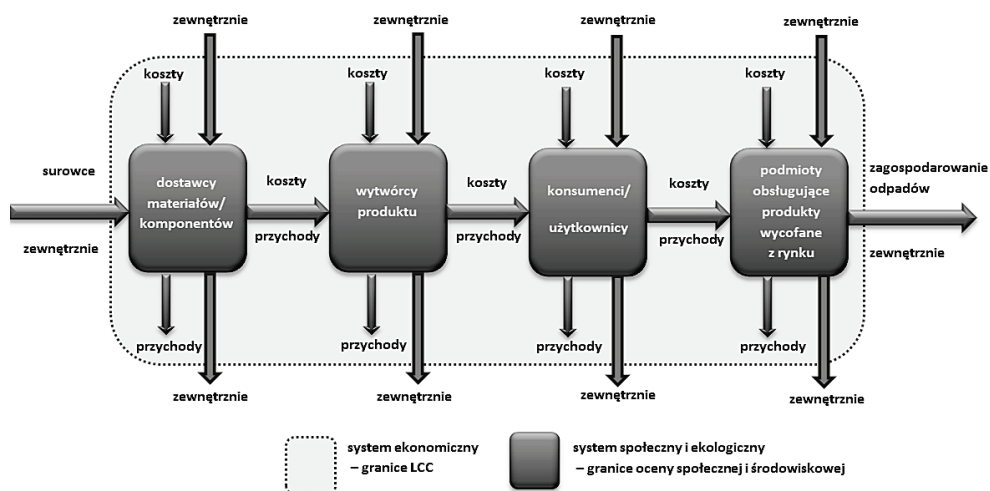 zewnętrznie
zewnętrznie
zewnętrznie
zewnętrznie
koszty
koszty
koszty
koszty
surowce
zewnętrznie
dostawcy
materiałów/
komponentów
koszty
przychody
wytwórcy
produktu
koszty
przychody
konsumenci/
użytkownicy
koszty
przychody
podmioty
obsługujące
produkty
wycofane
z rynku
zagospodarowanie
odpadów
zewnętrznie
przychody
przychody
przychody
przychody
zewnętrznie
zewnętrznie
zewnętrznie
zewnętrznie
system ekonomiczny
– granice LCC
system społeczny i ekologiczny
– granice oceny społecznej i środowiskowej